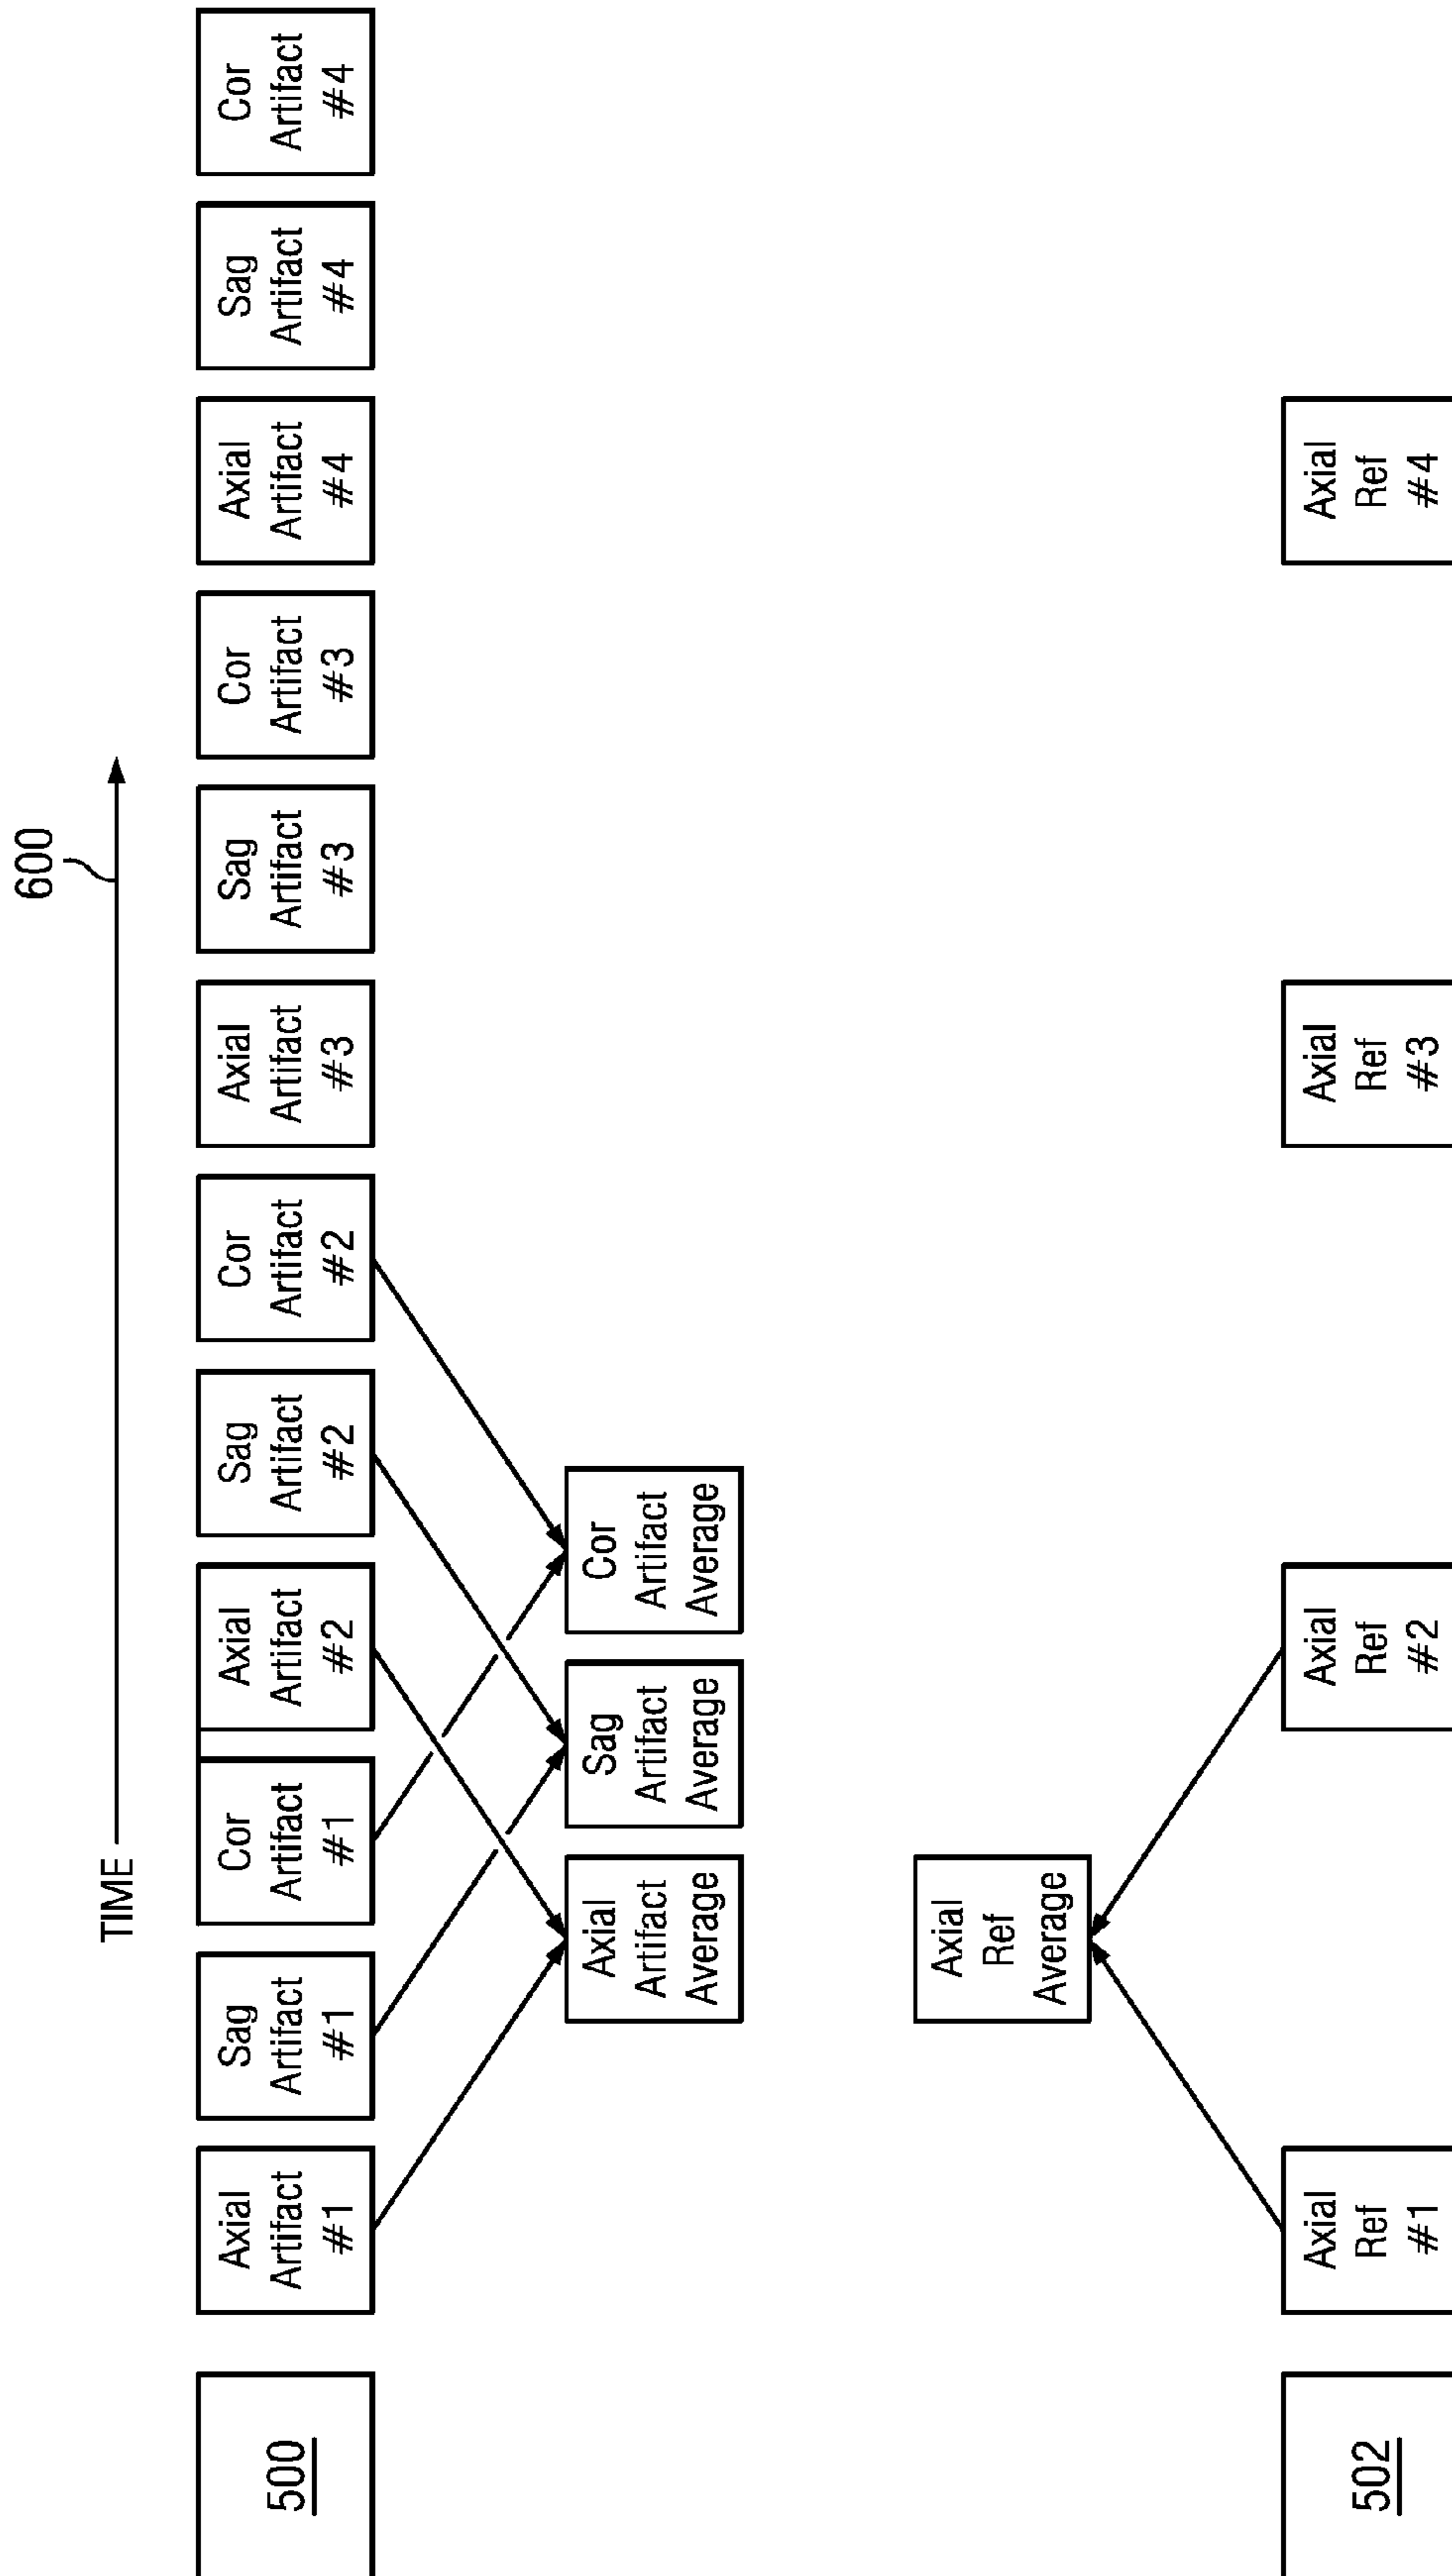 600
TIME
500
Axial
Artifact
#1
Sag
Artifact
#1
Cor
Artifact
#1
Axial
Artifact
#2
Sag
Artifact
#2
Cor
Artifact
#2
Axial
Artifact
#3
Sag
Artifact
#3
Cor
Artifact
#3
Axial
Artifact
#4
Sag
Artifact
#4
Cor
Artifact
#4
Axial
Artifact
Average
Sag
Artifact
Average
Cor
Artifact
Average
Axial
Ref
Average
502
Axial
Ref
#1
Axial
Ref
#2
Axial
Ref
#3
Axial
Ref
#4